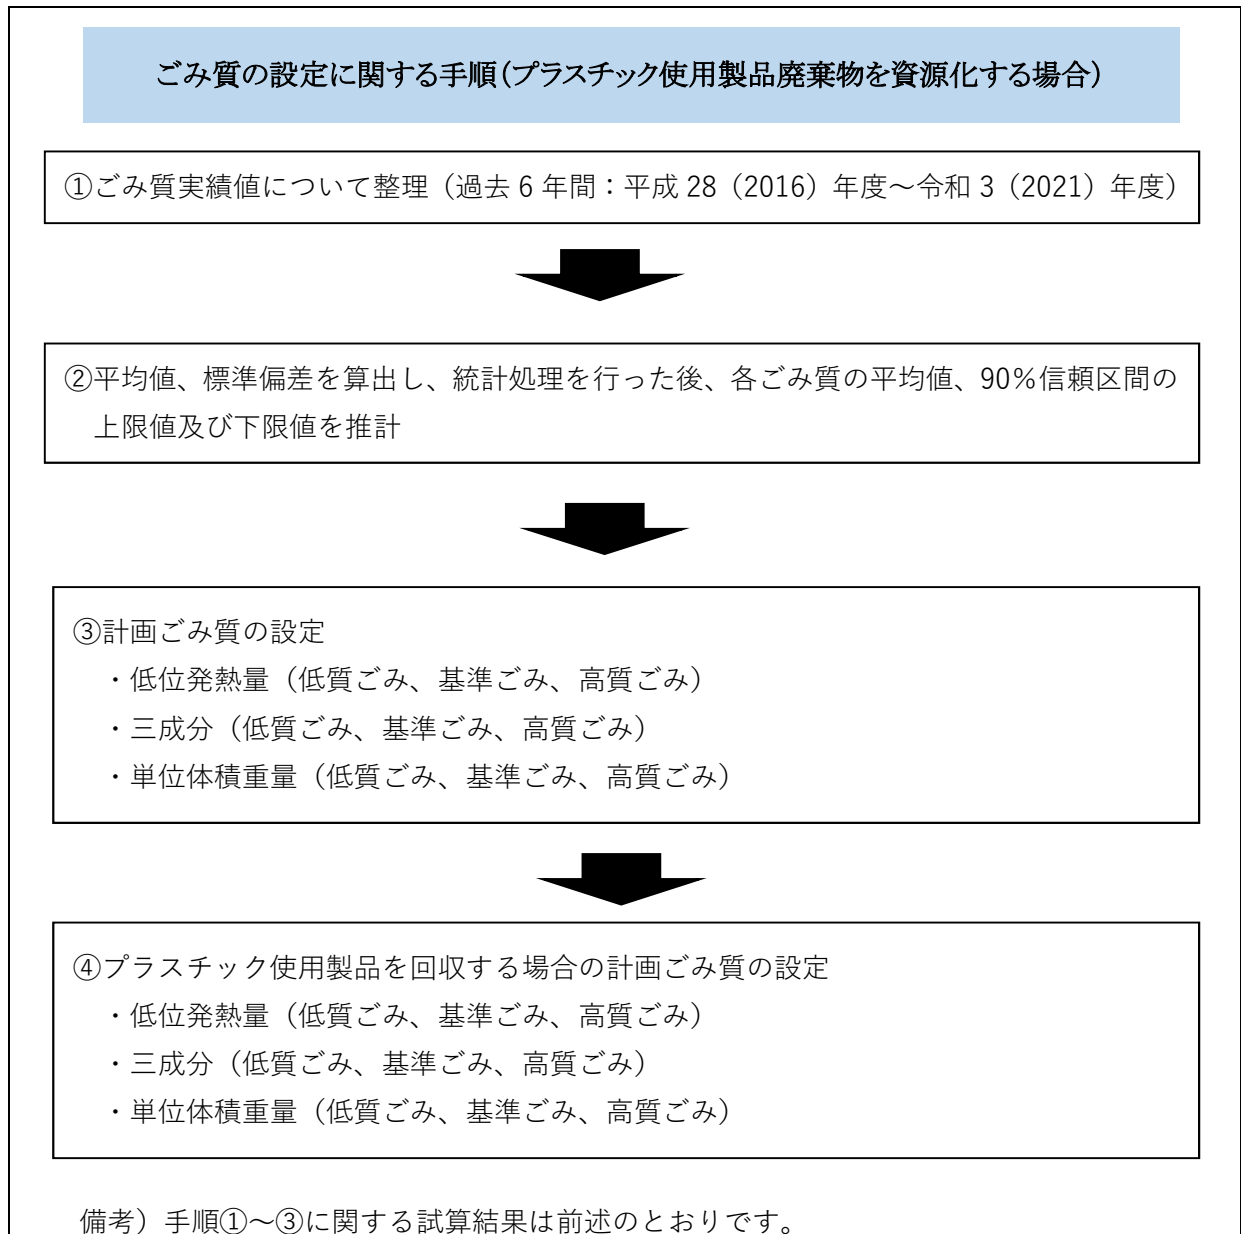 ごみ質の設定に関する手順(プラスチック使用製品廃棄物を資源化する場合)
①ごみ質実績値について整理（過去 6 年間：平成 28（2016）年度～令和 3（2021）年度）
②平均値、標準偏差を算出し、統計処理を行った後、各ごみ質の平均値、90%信頼区間の
上限値及び下限値を推計
③計画ごみ質の設定
・低位発熱量（低質ごみ、基準ごみ、高質ごみ）
・三成分（低質ごみ、基準ごみ、高質ごみ）
・単位体積重量（低質ごみ、基準ごみ、高質ごみ）
④プラスチック使用製品を回収する場合の計画ごみ質の設定
・低位発熱量（低質ごみ、基準ごみ、高質ごみ）
・三成分（低質ごみ、基準ごみ、高質ごみ）
・単位体積重量（低質ごみ、基準ごみ、高質ごみ）
備考）手順①～③に関する試算結果は前述のとおりです。